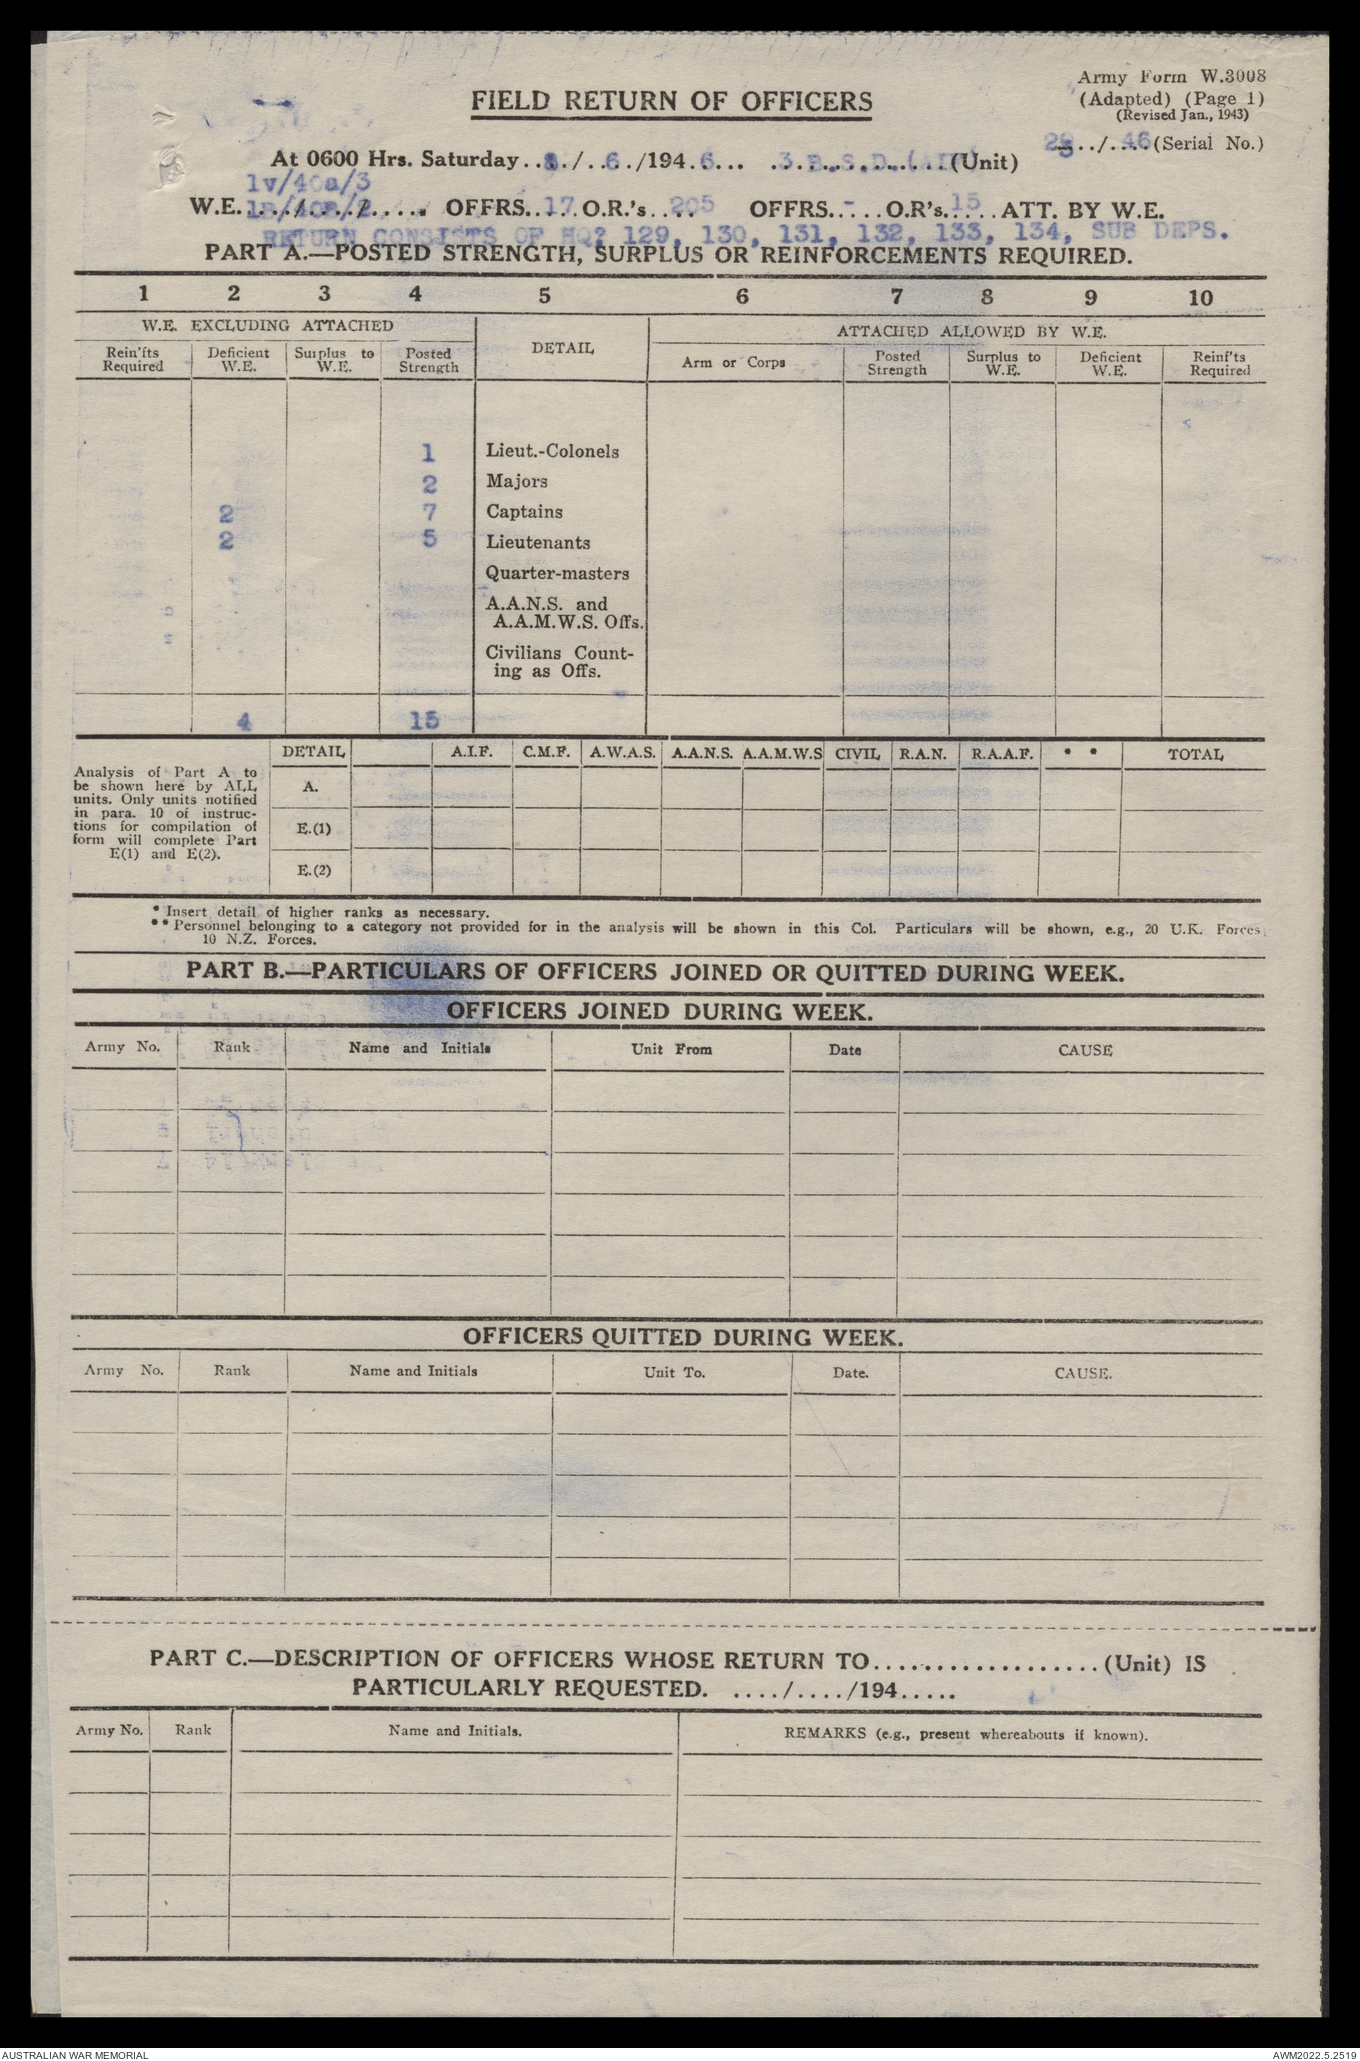 Army Form W.3008
FIELD RETURN OF OFFICERS
(Adapted) (Page 1)
(Revised Jan., 1943)
At 0600 Hrs. Saturday..8./..6./194.6... .3.B.S.D.(AIF)(Unit)
../..46(Serial No.)
1v/40a/3
W.E......./...../..... OFFRS...17.O.R.'s..205 OFFRS..-..O.R's.15..ATT. BY W.E.
RETURN CONSISTS OF HQ? 129, 130, 131, 132, 133, 134, SUB DEPS.
PART A.—POSTED STRENGTH, SURPLUS OR REINFORCEMENTS REQUIRED.
1 2 3 4 5 6 7 8 9 10
W.E. EXCLUDING ATTACHED DETAIL ATTACHED ALLOWED BY W.E.
Rein'fts Required Deficient W.E. Surplus to W.E. Posted Strength Arm or Corps Posted Strength Surplus to W.E. Deficient W.E. Reinf'ts Required
1 Lieut.-Colonels
2 Majors
2 7 Captains
2 5 Lieutenants
Quarter-masters
A.A.N.S. and
A.A.M.W.S. Offs.
Civilians Count-
ing as Offs.
4 15
DETAIL A.I.F. C.M.F. A.W.A.S. A.A.N.S. A.A.M.W.S CIVIL R.A.N. R.A.A.F. * * TOTAL
Analysis of Part A to
be shown here by ALL
units. Only units notified
in para. 10 of instruc-
tions for compilation of
form will complete Part
E(1) and E(2).
A.
E.(1)
E.(2)
* Insert detail of higher ranks as necessary.
** Personnel belonging to a category not provided for in the analysis will be shown in this Col. Particulars will be shown, e.g., 20 U.K. Forces,
10 N.Z. Forces.
PART B.—PARTICULARS OF OFFICERS JOINED OR QUITTED DURING WEEK.
OFFICERS JOINED DURING WEEK.
Army No. Rank Name and Initials Unit From Date CAUSE
OFFICERS QUITTED DURING WEEK.
Army No. Rank Name and Initials Unit To. Date. CAUSE.
PART C.—DESCRIPTION OF OFFICERS WHOSE RETURN TO....................(Unit) IS
PARTICULARLY REQUESTED. ..../..../194.....
Army No. Rank Name and Initials. REMARKS (e.g., present whereabouts if known).
AUSTRALIAN WAR MEMORIAL AWM2022.5.2519